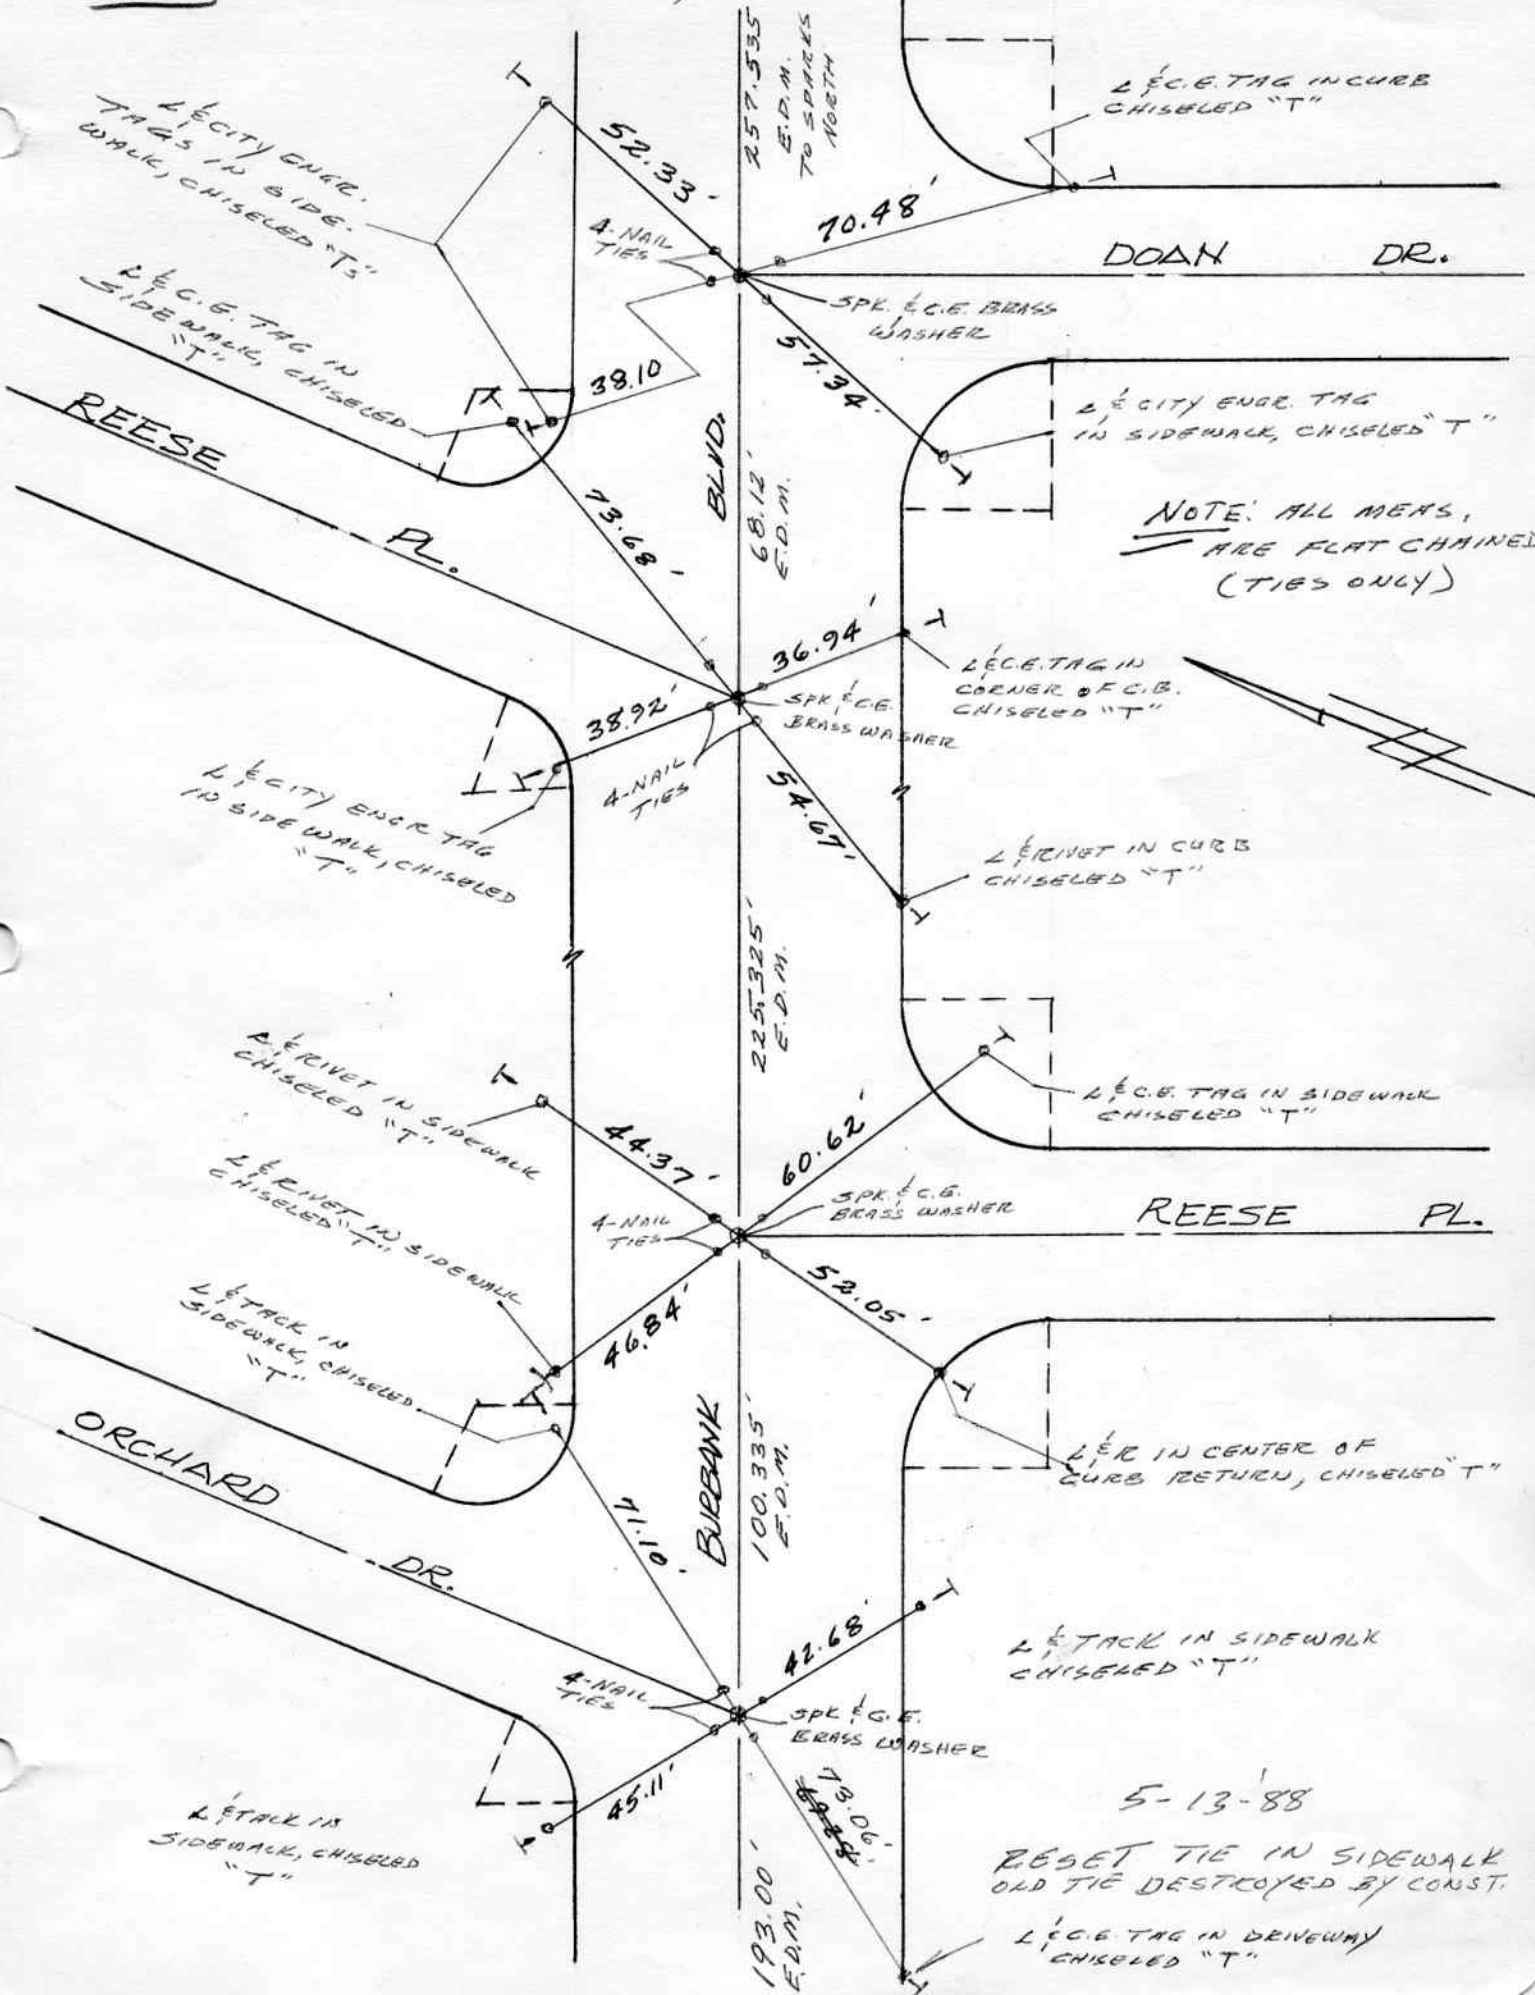 257.535
E.D.M.
TO SPARKS
NORTH
L & C.E. TAG IN CURB
CHISELED "T"
T
T
L & CITY ENGR.
TAGS IN SIDE-
WALK, CHISELED "Ts"
52.33'
70.48'
4-NAIL
TIES
DOAN DR.
SPK. & C.E. BRASS
WASHER
L & C.E. TAG IN
SIDEWALK, CHISELED
"T"
38.10
57.34'
T
T
L & CITY ENGR. TAG
IN SIDEWALK, CHISELED "T"
T
REESE PL.
BLVD.
68.12'
E.D.M.
73.68'
NOTE: ALL MEAS.
ARE FLAT CHAINED
(TIES ONLY)
36.94'
T
L & C.E. TAG IN
CORNER OF C.B.
CHISELED "T"
38.92'
SPK & C.E.
BRASS WASHER
4-NAIL
TIES
T
L & CITY ENGR TAG
IN SIDEWALK, CHISELED
"T"
54.67'
L & RIVET IN CURB
CHISELED "T"
T
225.325'
E.D.M.
L & RIVET IN SIDEWALK
CHISELED "T"
T
T
L & C.E. TAG IN SIDEWALK
CHISELED "T"
44.37'
60.62'
L & RIVET IN SIDEWALK
CHISELED "T"
4-NAIL
TIES
SPK. & C.E.
BRASS WASHER
REESE PL.
L & TACK IN
SIDEWALK, CHISELED
"T"
46.84'
52.05'
T
T
T
L & R IN CENTER OF
CURB RETURN, CHISELED "T"
ORCHARD DR.
BURBANK
100.335'
E.D.M.
71.10'
42.68'
T
L & TACK IN SIDEWALK
CHISELED "T"
4-NAIL
TIES
SPK & C.E.
BRASS WASHER
45.11'
T
L & TACK IN
SIDEWALK, CHISELED
"T"
73.06'
193.00'
E.D.M.
5-13-'88
RESET TIE IN SIDEWALK
OLD TIE DESTROYED BY CONST.
L & C.E. TAG IN DRIVEWAY
CHISELED "T"
T